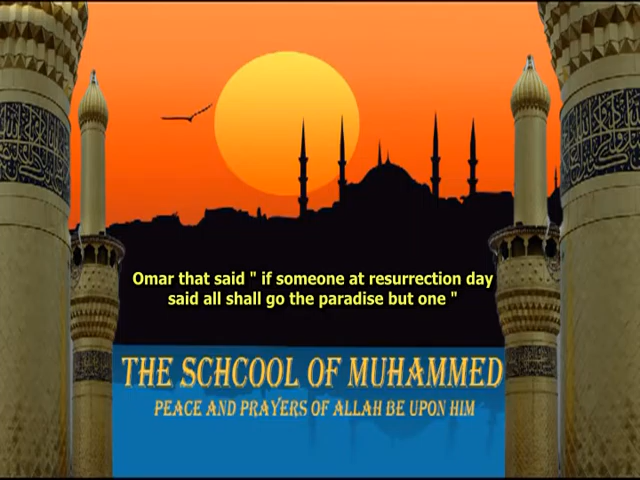 Omar that said " if someone at resurrection day
said all shall go the paradise but one "
THE SCHCOOL OF MUHAMMED
PEACE AND PRAYERS OF ALLAH BE UPON HIM